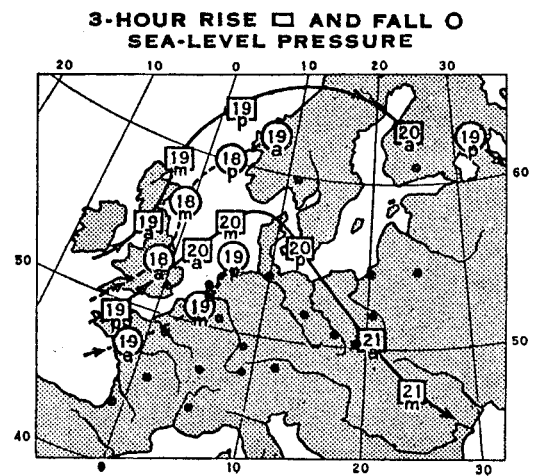 3-HOUR RISE □ AND FALL ○
SEA-LEVEL PRESSURE
20 10 0 10 20 30
19 p
19 a
20 a
19 p
19 m
18 p
18 m
60
19 a
20 m
18 a
20 a
19 p
20 p
50
19 p
19 m
19 a
21
50
21 m
40
0 10 20 30